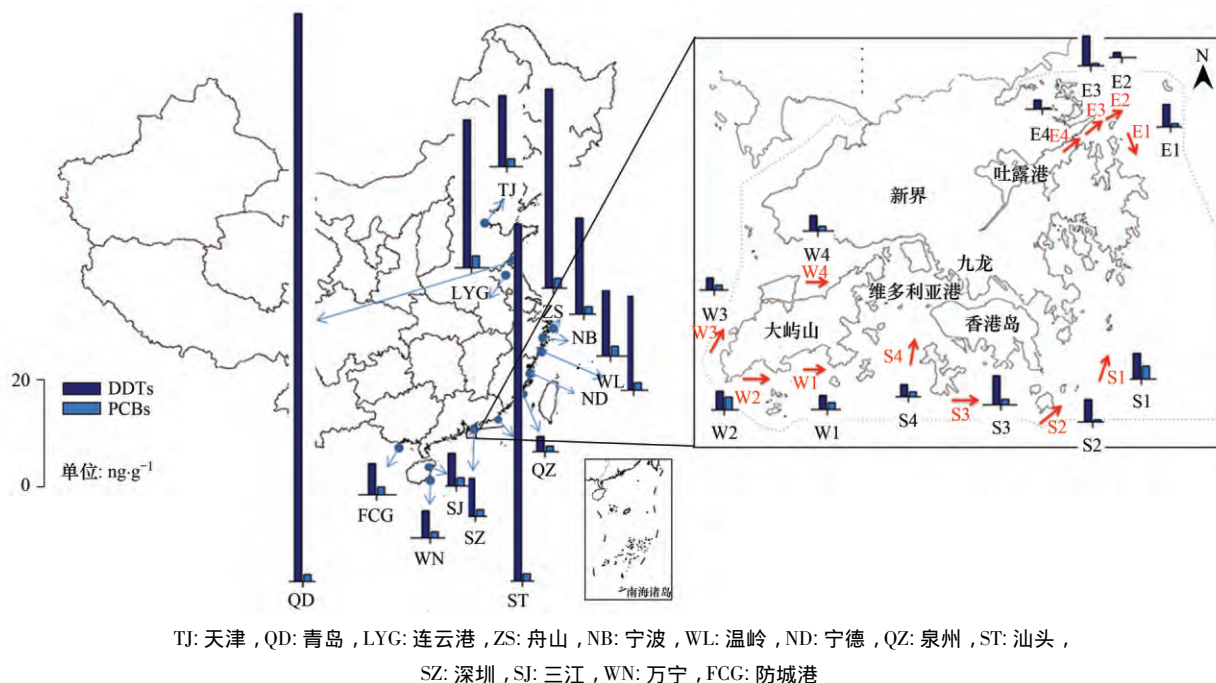 TJ
LYG
ZS
NB
WL
ND
QZ
FCG
SJ
WN
SZ
QD
ST
20
0
DDTs
PCBs
单位: ng·g⁻¹
南海诸岛
N
E3
E2
E4
E1
E4
E3
E2
E1
吐露港
新界
九龙
维多利亚港
香港岛
大屿山
W4
W4
W3
W3
W2
W2
W1
W1
S4
S4
S3
S3
S2
S2
S1
S1
TJ: 天津 , QD: 青岛 , LYG: 连云港 , ZS: 舟山 , NB: 宁波 , WL: 温岭 , ND: 宁德 , QZ: 泉州 , ST: 汕头 ,
SZ: 深圳 , SJ: 三江 , WN: 万宁 , FCG: 防城港